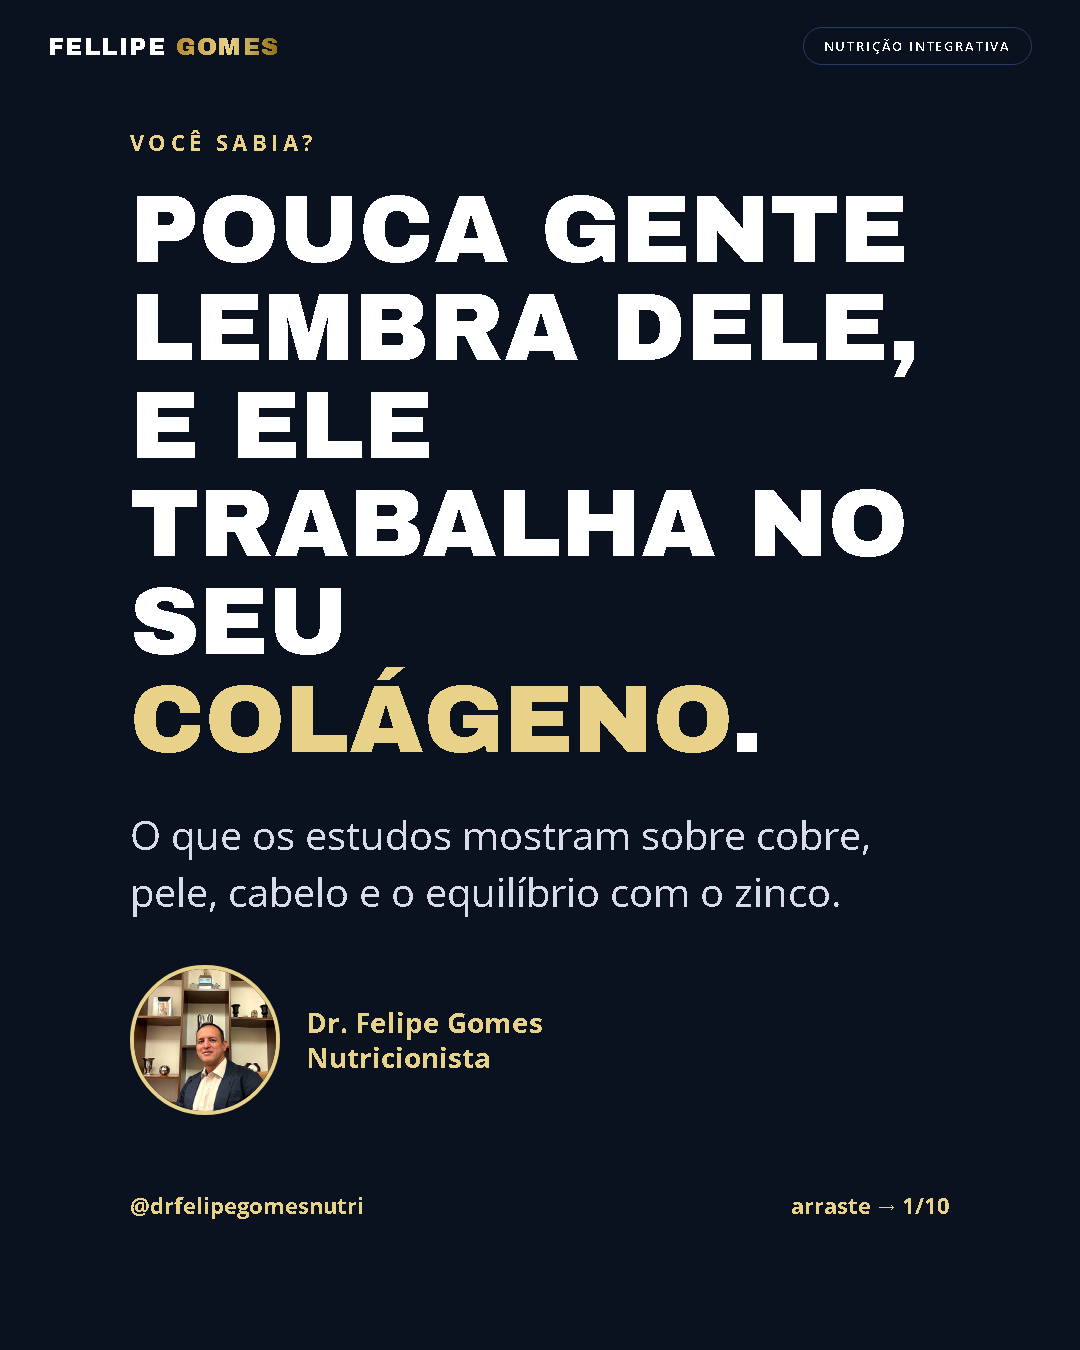 FELLIPE GOMES
NUTRIÇÃO INTEGRATIVA
VOCÊ SABIA?
POUCA GENTE
LEMBRA DELE,
E ELE
TRABALHA NO
SEU
COLÁGENO.
O que os estudos mostram sobre cobre,
pele, cabelo e o equilíbrio com o zinco.
Dr. Felipe Gomes
Nutricionista
@drfelipegomesnutri
arraste → 1/10